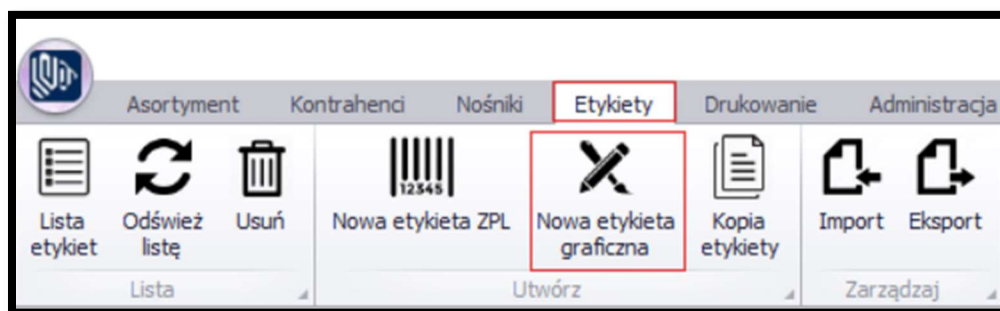 Asortyment Kontrahenci Nośniki Etykiety Drukowanie Administracja
12345
Lista etykiet
Odśwież listę
Usuń
Nowa etykieta ZPL
Nowa etykieta graficzna
Kopia etykiety
Import
Eksport
Lista
Utwórz
Zarządzaj